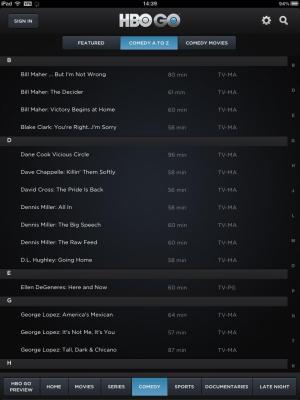 iPad 14:39 94%
SIGN IN HBO GO
FEATURED COMEDY A TO Z COMEDY MOVIES
B
Bill Maher ... But I'm Not Wrong 80 min TV-MA
Bill Maher: The Decider 61 min TV-MA
Bill Maher: Victory Begins at Home 60 min TV-MA
Blake Clark: You're Right...I'm Sorry 58 min TV-MA
D
Dane Cook Vicious Circle 96 min TV-MA
Dave Chappelle: Killin' Them Softly 58 min TV-MA
David Cross: The Pride Is Back 56 min TV-MA
Dennis Miller: All In 58 min TV-MA
Dennis Miller: The Big Speech 60 min TV-MA
Dennis Miller: The Raw Feed 60 min TV-MA
D.L. Hughley: Going Home 58 min TV-MA
E
Ellen DeGeneres: Here and Now 60 min TV-PG
G
George Lopez: America's Mexican 64 min TV-MA
George Lopez: It's Not Me, It's You 57 min TV-MA
George Lopez: Tall, Dark & Chicano 87 min TV-MA
H
HBO GO PREVIEW HOME MOVIES SERIES COMEDY SPORTS DOCUMENTARIES LATE NIGHT